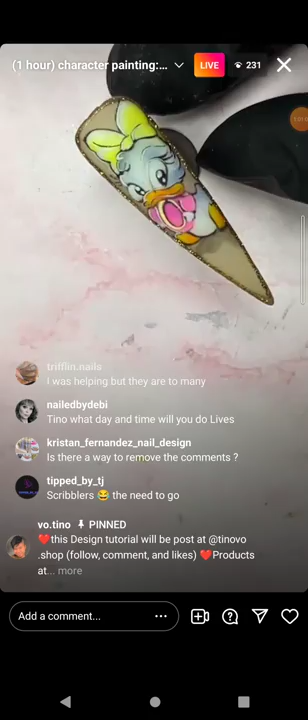 (1 hour) character painting:...
LIVE
231
trifflin.nails
I was helping but they are to many
nailedbydebi
Tino what day and time will you do Lives
kristan_fernandez_nail_design
Is there a way to remove the comments ?
tipped_by_tj
Scribblers 😂 the need to go
vo.tino PINNED
❤️this Design tutorial will be post at @tinovo
.shop (follow, comment, and likes) ❤️Products
at... more
Add a comment...